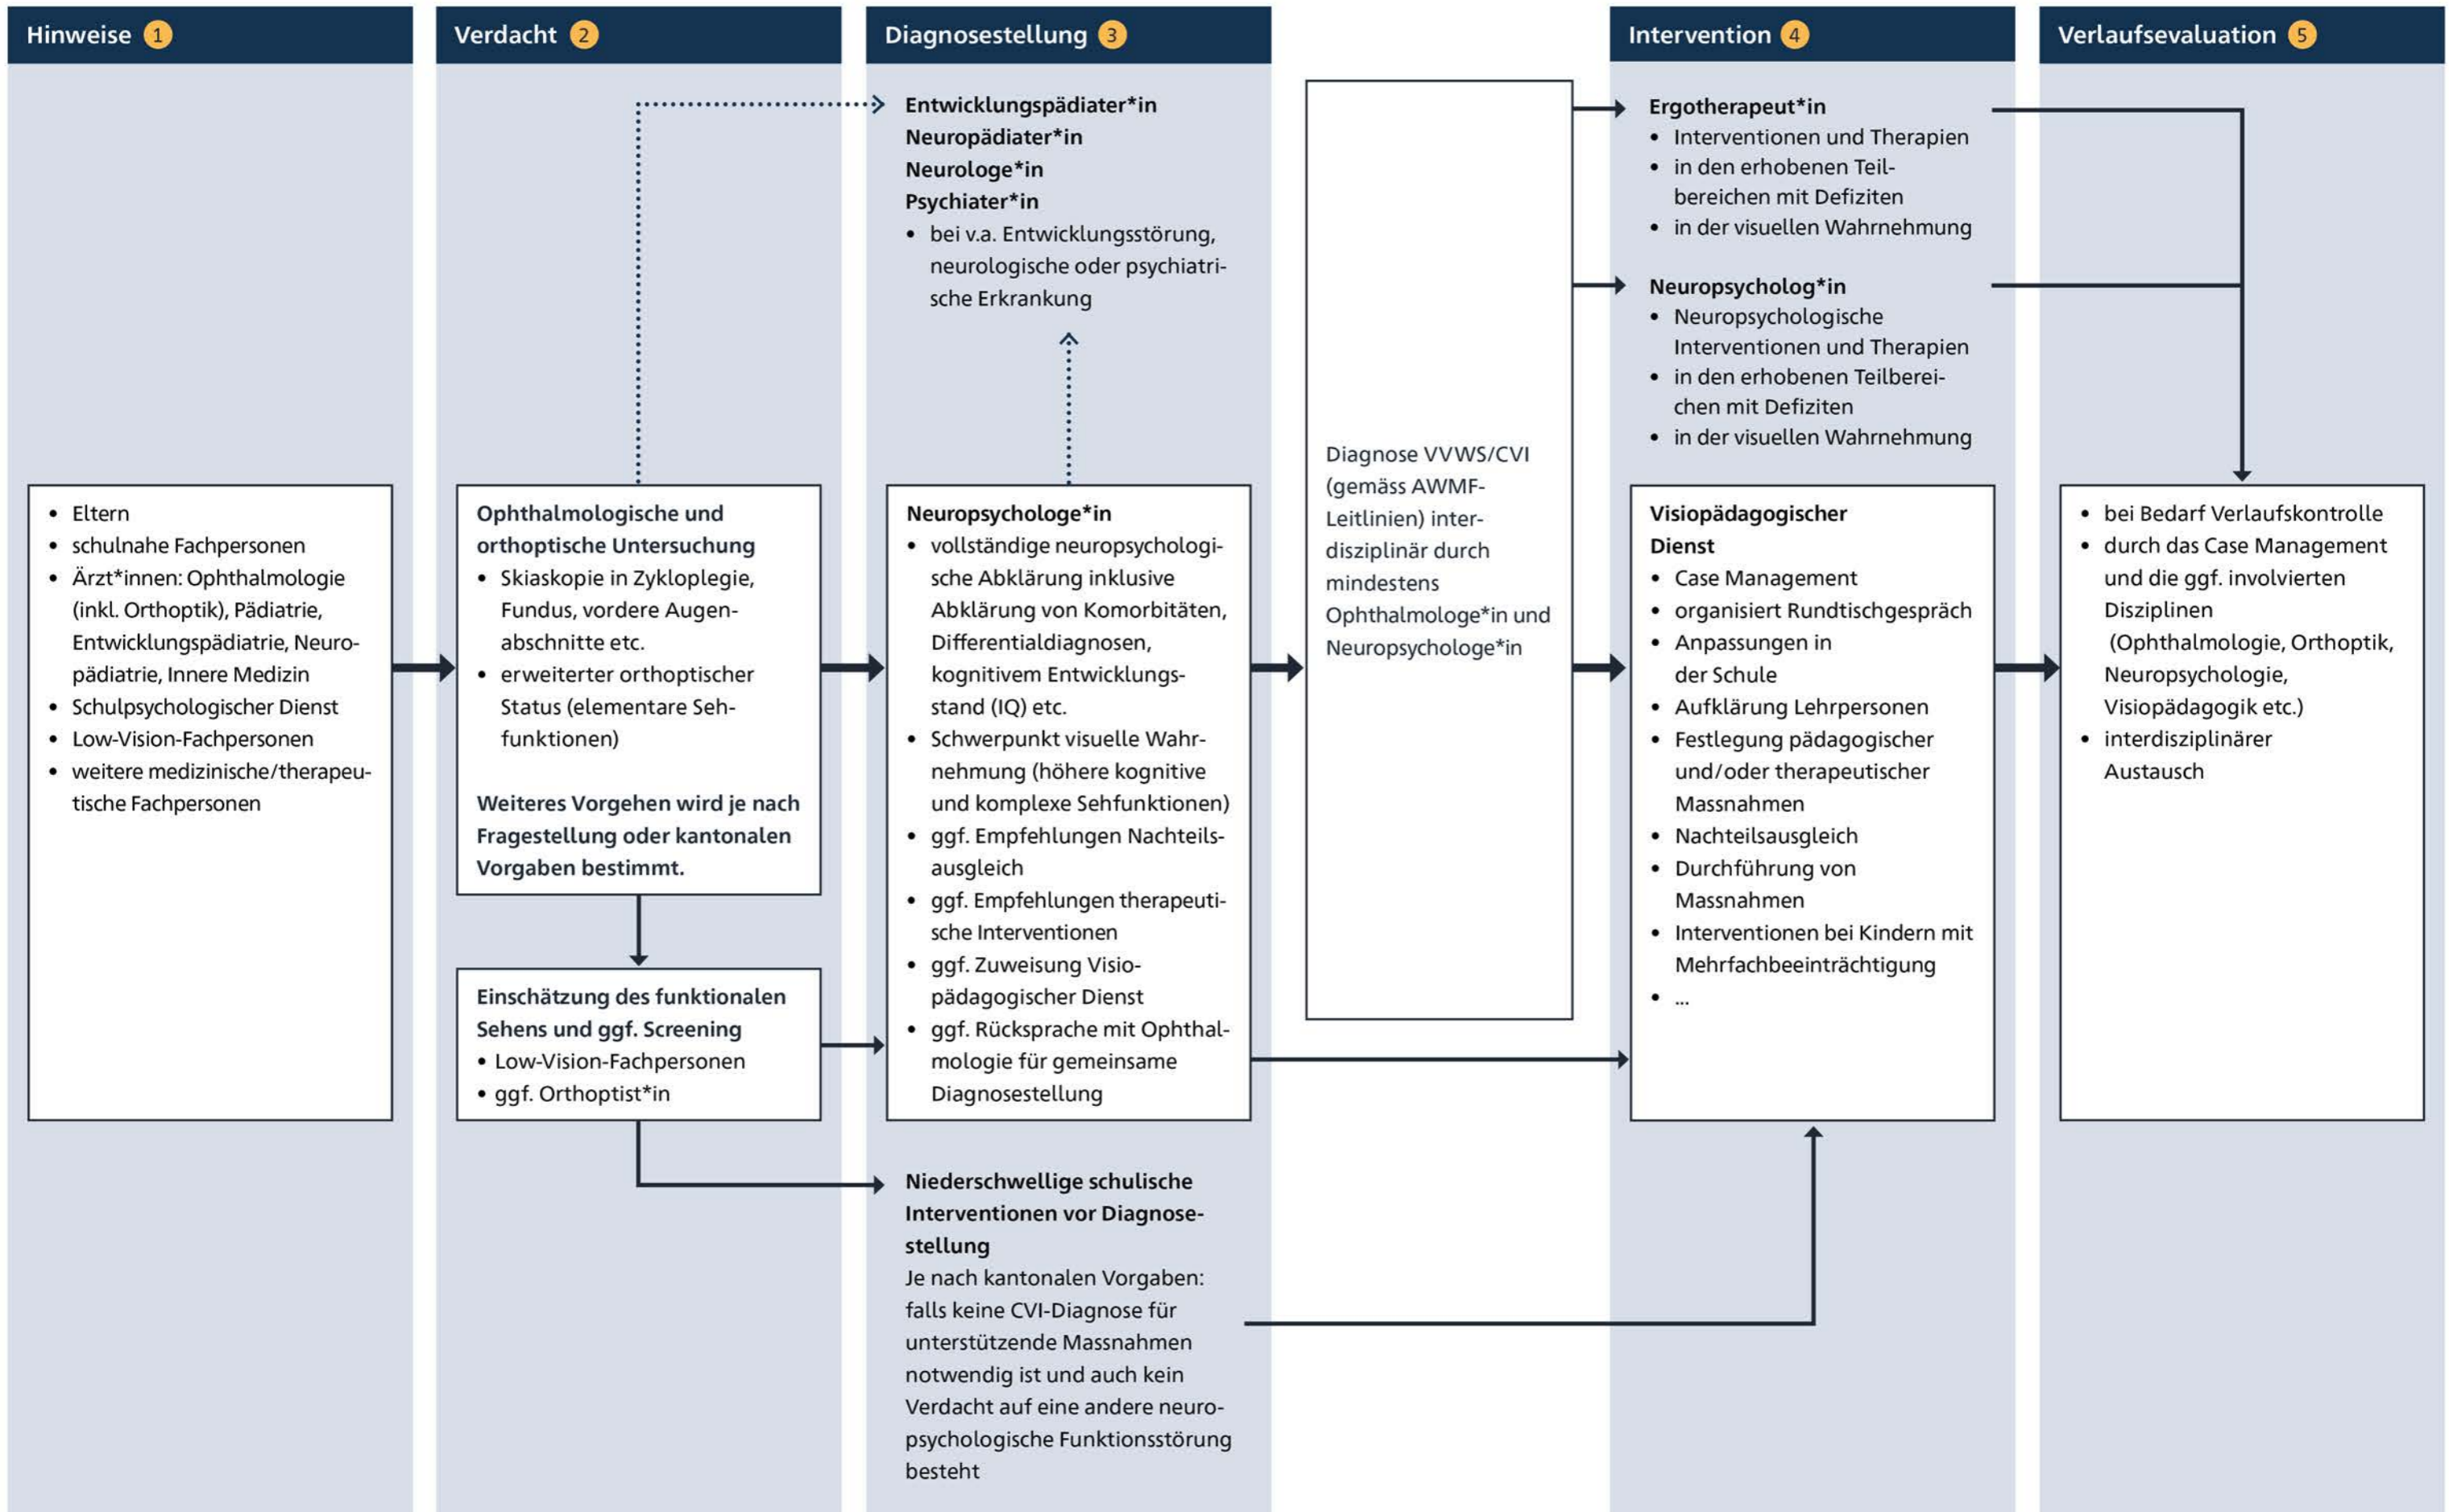 Hinweise 1
Eltern
schulnahe Fachpersonen
Ärzt*innen: Ophthalmologie
(inkl. Orthoptik), Pädiatrie,
Entwicklungspädiatrie, Neuro-
pädiatrie, Innere Medizin
Schulpsychologischer Dienst
Low-Vision-Fachpersonen
weitere medizinische/therapeu-
tische Fachpersonen
Verdacht 2
Ophthalmologische und
orthoptische Untersuchung
Skiaskopie in Zykloplegie,
Fundus, vordere Augen-
abschnitte etc.
erweiterter orthoptischer
Status (elementare Seh-
funktionen)
Weiteres Vorgehen wird je nach
Fragestellung oder kantonalen
Vorgaben bestimmt.
Einschätzung des funktionalen
Sehens und ggf. Screening
Low-Vision-Fachpersonen
ggf. Orthoptist*in
Diagnosestellung 3
Entwicklungspädiater*in
Neuropädiater*in
Neurologe*in
Psychiater*in
bei v.a. Entwicklungsstörung,
neurologische oder psychiatri-
sche Erkrankung
Neuropsychologe*in
vollständige neuropsychologi-
sche Abklärung inklusive
Abklärung von Komorbitäten,
Differentialdiagnosen,
kognitivem Entwicklungs-
stand (IQ) etc.
Schwerpunkt visuelle Wahr-
nehmung (höhere kognitive
und komplexe Sehfunktionen)
ggf. Empfehlungen Nachteils-
ausgleich
ggf. Empfehlungen therapeuti-
sche Interventionen
ggf. Zuweisung Visio-
pädagogischer Dienst
ggf. Rücksprache mit Ophthal-
mologie für gemeinsame
Diagnosestellung
Niederschwellige schulische
Interventionen vor Diagnose-
stellung
Je nach kantonalen Vorgaben:
falls keine CVI-Diagnose für
unterstützende Massnahmen
notwendig ist und auch kein
Verdacht auf eine andere neuro-
psychologische Funktionsstörung
besteht
Diagnose VVWS/CVI
(gemäss AWMF-
Leitlinien) inter-
disziplinär durch
mindestens
Ophthalmologe*in und
Neuropsychologe*in
Intervention 4
Ergotherapeut*in
Interventionen und Therapien
in den erhobenen Teil-
bereichen mit Defiziten
in der visuellen Wahrnehmung
Neuropsycholog*in
Neuropsychologische
Interventionen und Therapien
in den erhobenen Teilberei-
chen mit Defiziten
in der visuellen Wahrnehmung
Visiopädagogischer
Dienst
Case Management
organisiert Rundtischgespräch
Anpassungen in
der Schule
Aufklärung Lehrpersonen
Festlegung pädagogischer
und/oder therapeutischer
Massnahmen
Nachteilsausgleich
Durchführung von
Massnahmen
Interventionen bei Kindern mit
Mehrfachbeeinträchtigung
...
Verlaufsevaluation 5
bei Bedarf Verlaufskontrolle
durch das Case Management
und die ggf. involvierten
Disziplinen
(Ophthalmologie, Orthoptik,
Neuropsychologie,
Visiopädagogik etc.)
interdisziplinärer
Austausch